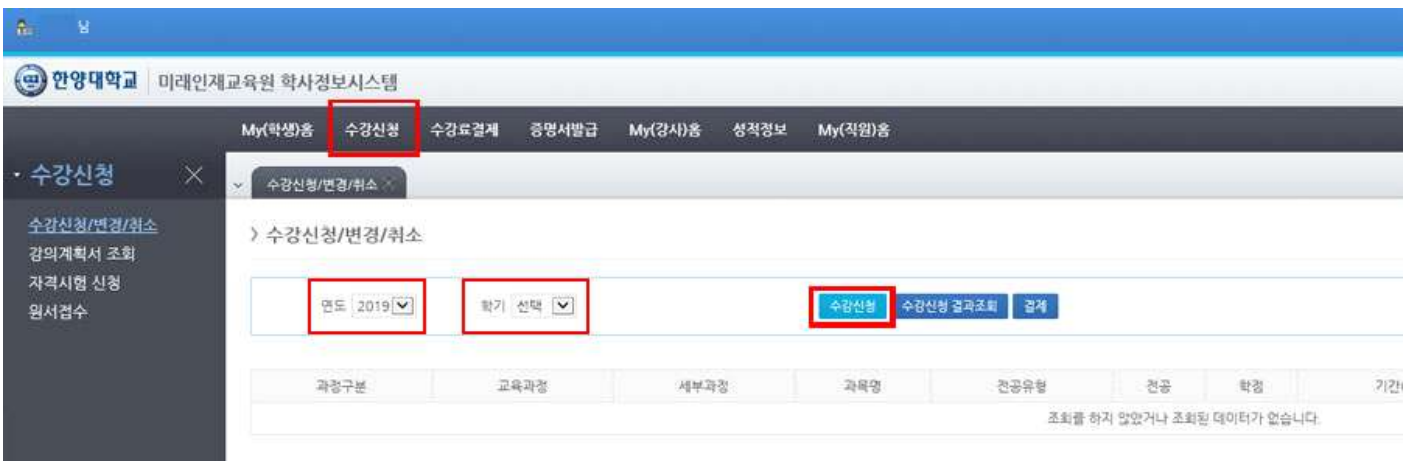 님
한양대학교 미래인재교육원 학사정보시스템
My(학생)홈 수강신청 수강료결제 증명서발급 My(강사)홈 성적정보 My(직원)홈
수강신청
수강신청/변경/취소
수강신청/변경/취소
강의계획서 조회
자격시험 신청
원서접수
> 수강신청/변경/취소
연도 2019 학기 선택 수강신청 수강신청 결과조회 결제
과정구분 교육과정 세부과정 과목명 전공유형 전공 학점 기간
조회를 하지 않았거나 조회된 데이터가 없습니다.